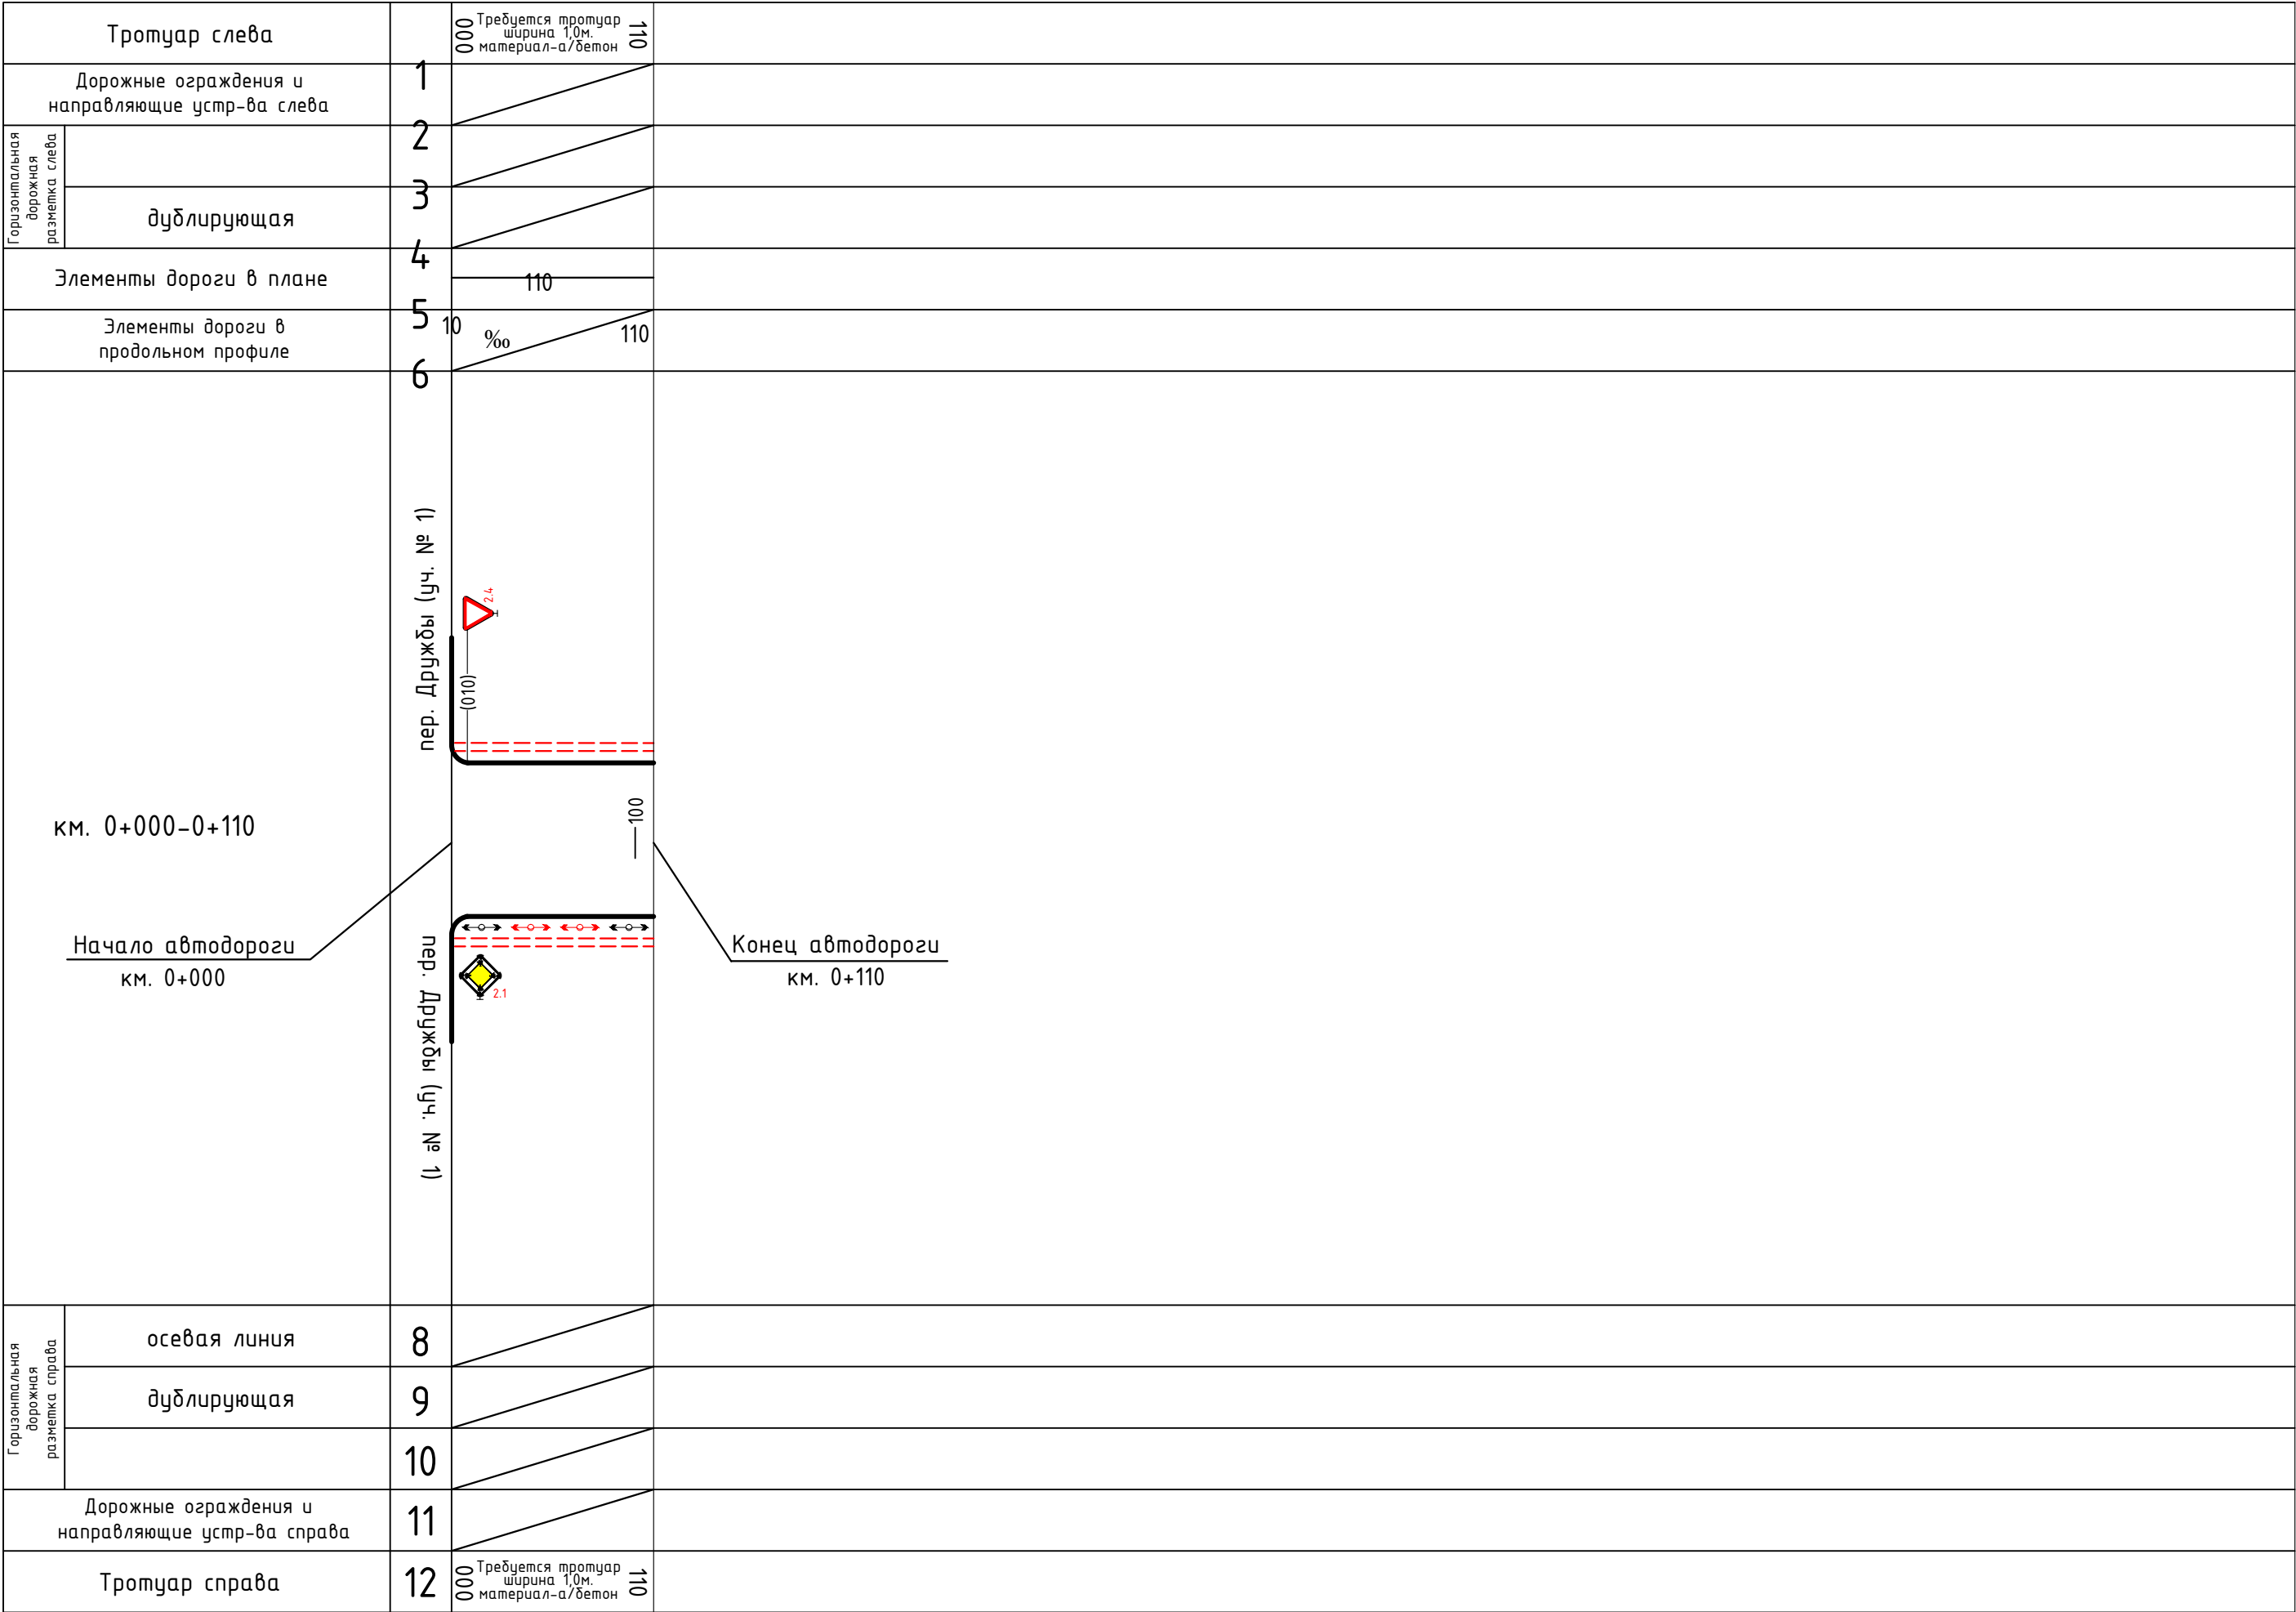 Тротуар слева
000
Требуется тротуар
ширина 1,0м.
материал-а/бетон
110
1
Дорожные ограждения и
направляющие устр-ва слева
2
Горизонтальная
дорожная
разметка слева
3
дублирующая
4
Элементы дороги в плане
110
5
Элементы дороги в
продольном профиле
10
‰
110
6
пер. Дружбы (уч. № 1)
2.4
(010)
км. 0+000-0+110
100
Начало автодороги
км. 0+000
Конец автодороги
км. 0+110
2.1
пер. Дружбы (уч. № 1)
Горизонтальная
дорожная
разметка справа
осевая линия
8
дублирующая
9
10
Дорожные ограждения и
направляющие устр-ва справа
11
Тротуар справа
12
000
Требуется тротуар
ширина 1,0м.
материал-а/бетон
110